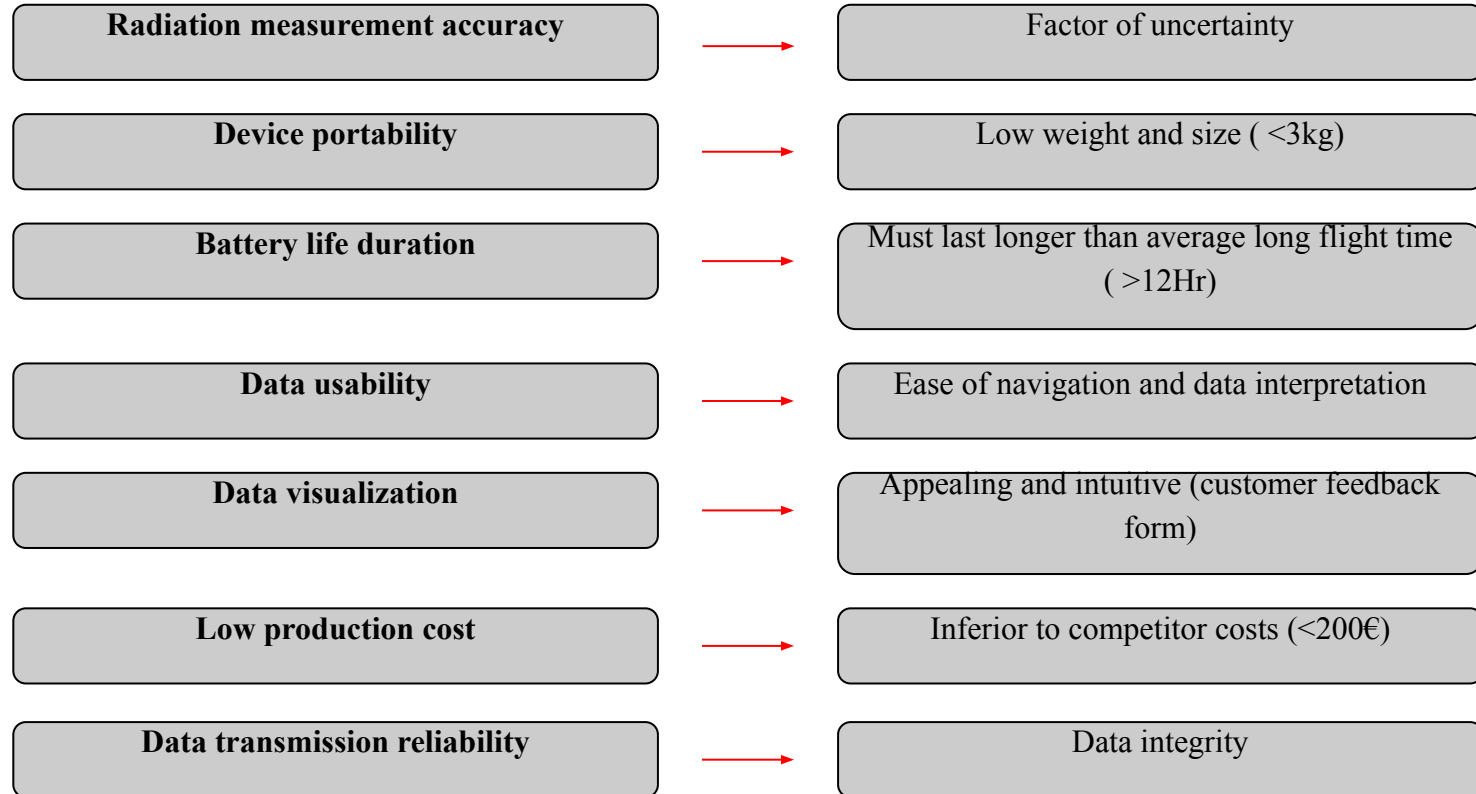 Radiation measurement accuracy
Factor of uncertainty
Device portability
Low weight and size ( <3kg)
Battery life duration
Must last longer than average long flight time
( >12Hr)
Data usability
Ease of navigation and data interpretation
Data visualization
Appealing and intuitive (customer feedback
form)
Low production cost
Inferior to competitor costs (<200€)
Data transmission reliability
Data integrity